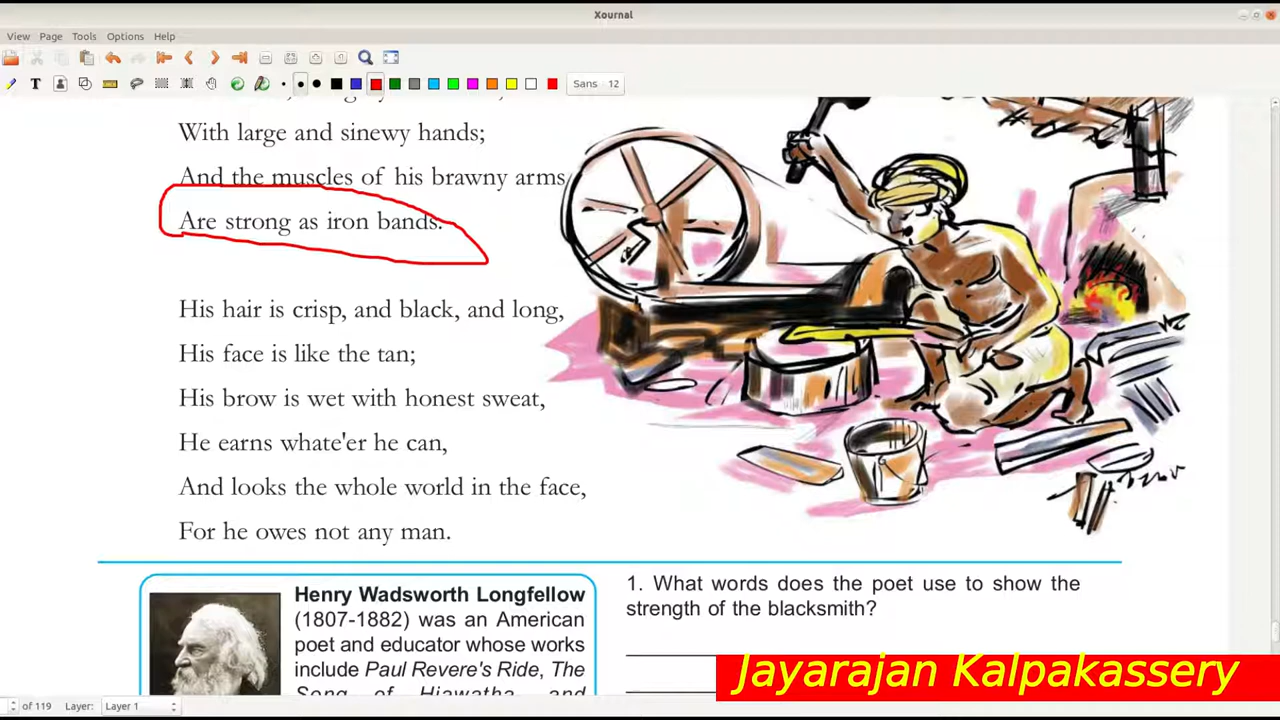 Xournal
View Page Tools Options Help
Sans 12
With large and sinewy hands;
And the muscles of his brawny arms
Are strong as iron bands.
His hair is crisp, and black, and long,
His face is like the tan;
His brow is wet with honest sweat,
He earns whate'er he can,
And looks the whole world in the face,
For he owes not any man.
Henry Wadsworth Longfellow
(1807-1882) was an American
poet and educator whose works
include Paul Revere's Ride, The
Song of Hiawatha, and
1. What words does the poet use to show the
strength of the blacksmith?
Jayarajan Kalpakassery
of 119 Layer: Layer 1